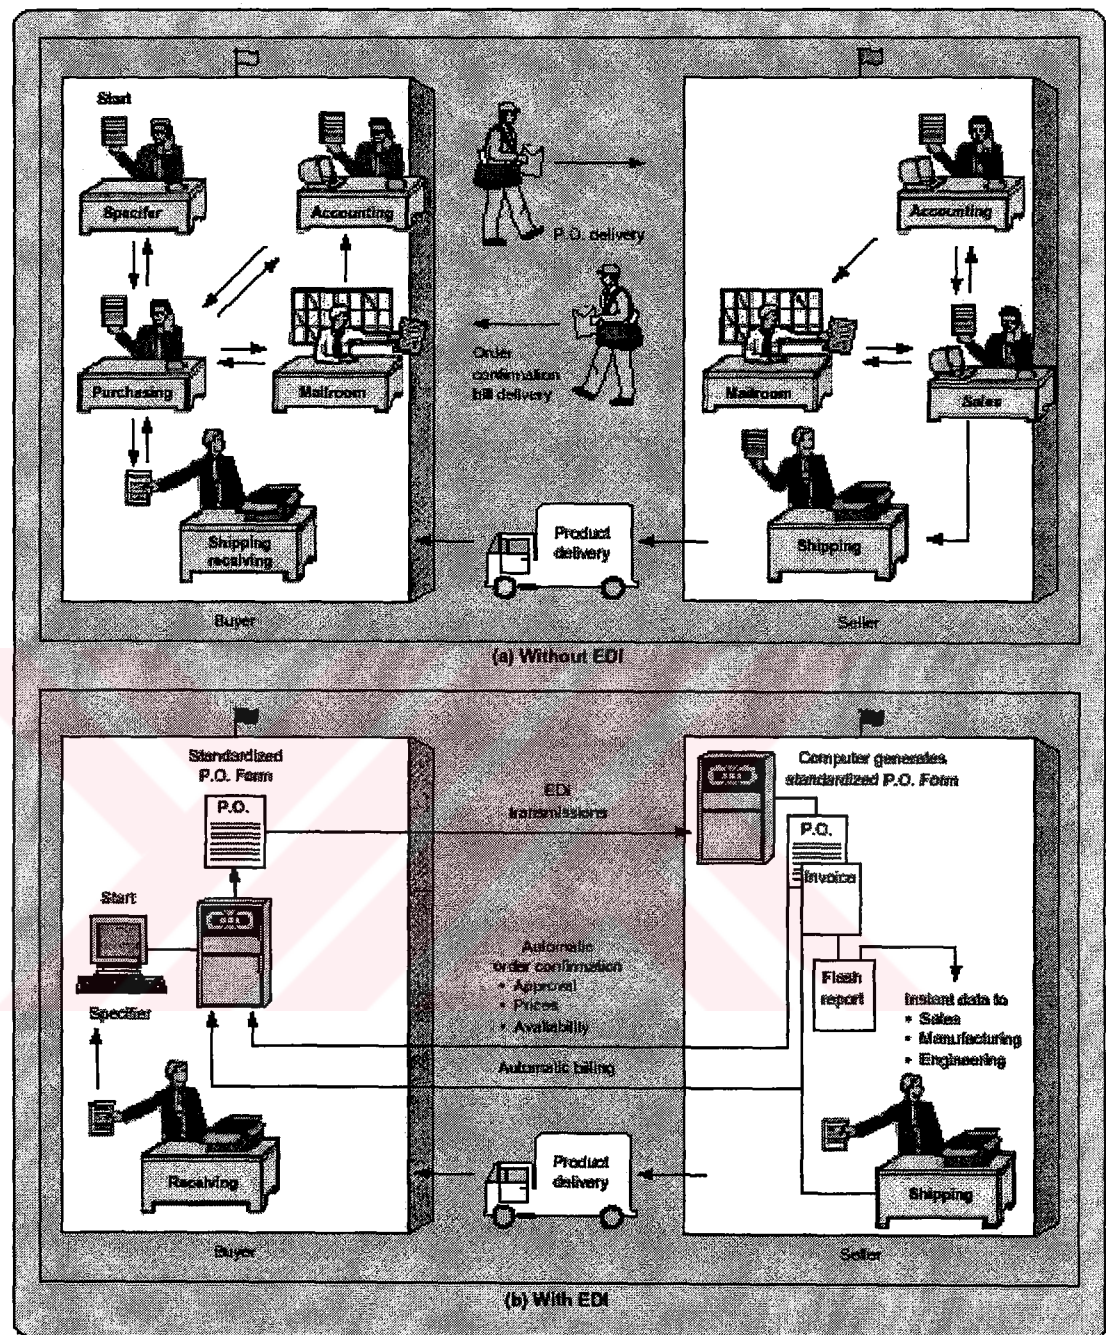 Start
Specifer
Accounting
Purchasing
Mailroom
Shipping
receiving
Buyer
P.O. delivery
Order
confirmation
bill delivery
Product
delivery
Accounting
Mailroom
Sales
Shipping
Seller
(a) Without EDI
Standardized
P.O. Form
P.O.
Start
Specifier
Receiving
Buyer
EDI
transmissions
Automatic
order confirmation
• Approval
• Prices
• Availability
Automatic billing
Product
delivery
Computer generates
standardized P.O. Form
P.O.
Invoice
Flash
report
Instant data to
• Sales
• Manufacturing
• Engineering
Shipping
Seller
(b) With EDI